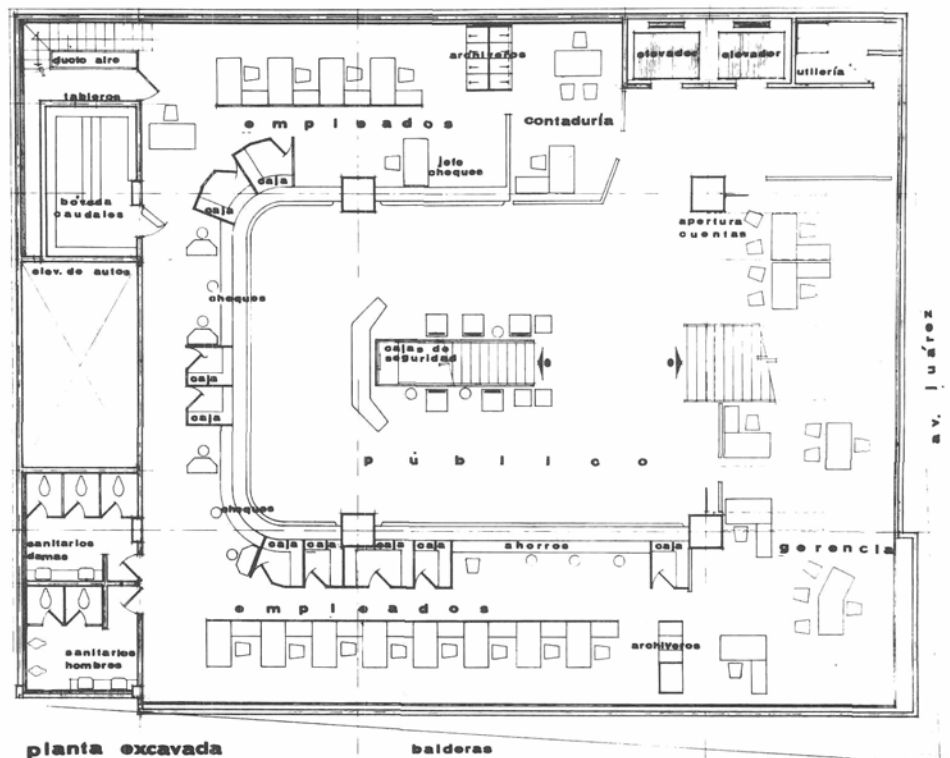 ducto aire
tableros
archiveros
elevador
elevador
utilería
empleados
contaduría
jefe
cheques
caja
caja
boveda
caudales
apertura
cuentas
elev. de autos
cheques
cajas de
seguridad
caja
caja
público
cheques
sanitarios
damas
caja
caja
caja
caja
ahorros
caja
gerencia
empleados
sanitarios
hombres
archiveros
av. juárez
planta excavada
balderas